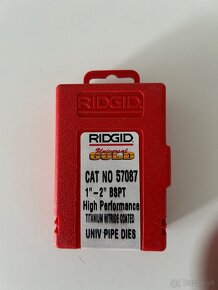 RIDGID
RIDGID
Universal
GOLD
CAT NO 57087
1"-2" BSPT
High Performance
TITANIUM NITRIDE COATED
UNIV PIPE DIES